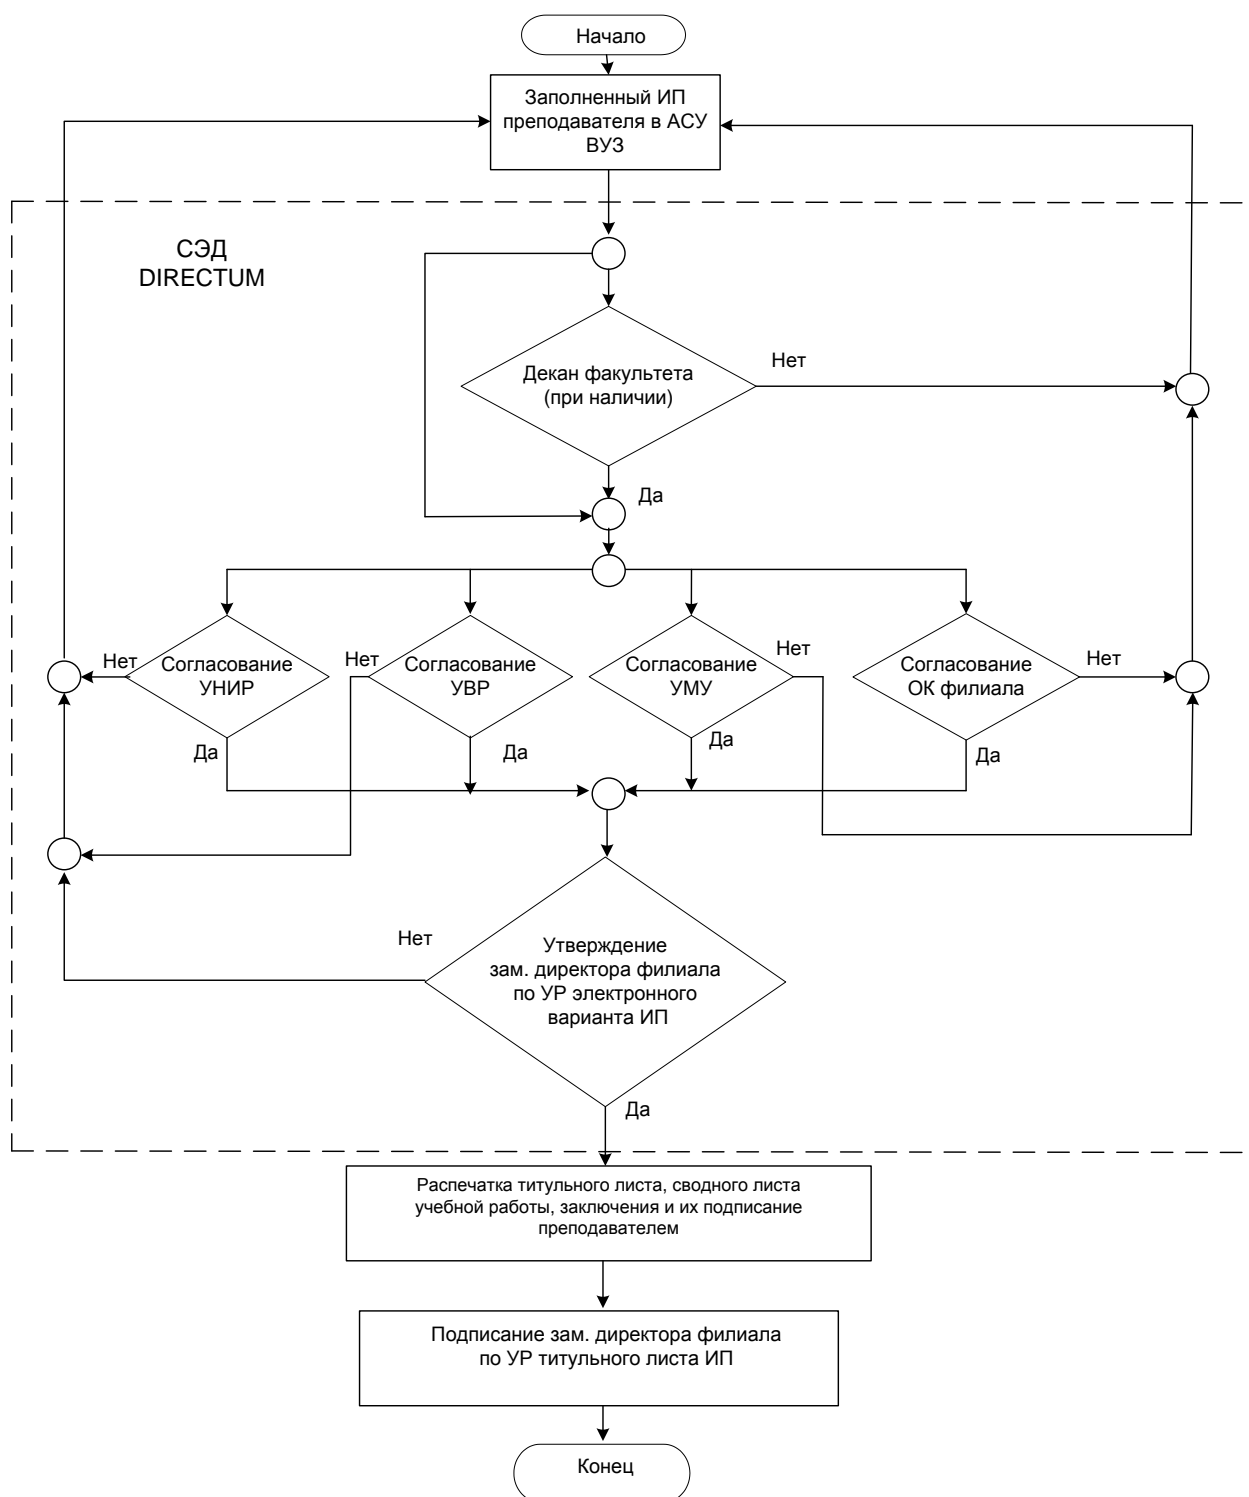 Начало
Заполненный ИП
преподавателя в АСУ
ВУЗ
СЭД
DIRECTUM
Декан факультета
(при наличии)
Нет
Да
Согласование
УНИР
Нет
Да
Согласование
УВР
Нет
Да
Согласование
УМУ
Нет
Да
Согласование
ОК филиала
Нет
Да
Утверждение
зам. директора филиала
по УР электронного
варианта ИП
Нет
Да
Распечатка титульного листа, сводного листа
учебной работы, заключения и их подписание
преподавателем
Подписание зам. директора филиала
по УР титульного листа ИП
Конец